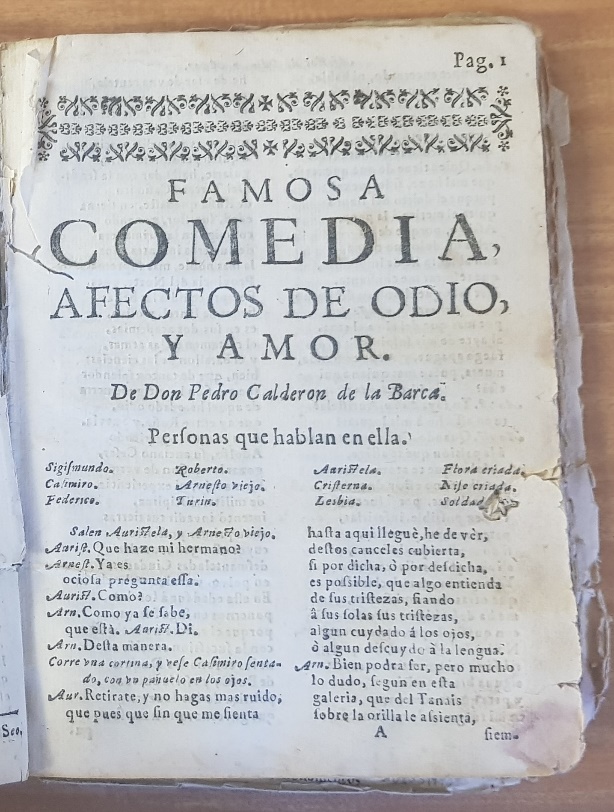 Pag. 1
FAMOSA
COMEDIA,
AFECTOS DE ODIO,
Y AMOR.
De Don Pedro Calderon de la Barca.
Personas que hablan en ella.
Sigismundo. Roberto. Auristela. Flora criada.
Casimiro. Arnesto viejo. Cristerna. Nise criada.
Federico. Turin. Lesbia. Soldad
Salen Auristela, y Arnesto viejo.
Aurist. Que haze mi hermano?
Arnest. Ya es
ociosa pregunta essa.
Aurist. Como?
Arn. Como ya se sabe,
que està. Aurist. Di.
Arn. Desta manera.
Corre vna cortina, y vese Casimiro senta-
do, con vn pañuelo en los ojos.
Aur. Retirate, y no hagas mas ruido,
que pues que sin que me sienta
hasta aqui lleguè, he de vèr,
destos canceles cubierta,
si por dicha, ò por desdicha,
es possible, que algo entienda
de sus tristezas, fiando
â sus solas sus tristezas,
algun cuydado á los ojos,
ò algun descuydo à la lengua.
Arn. Bien podra ser, pero mucho
lo dudo, segun en esta
galeria, que del Tanais
sobre la orilla le assienta,
A siem-
Sco,